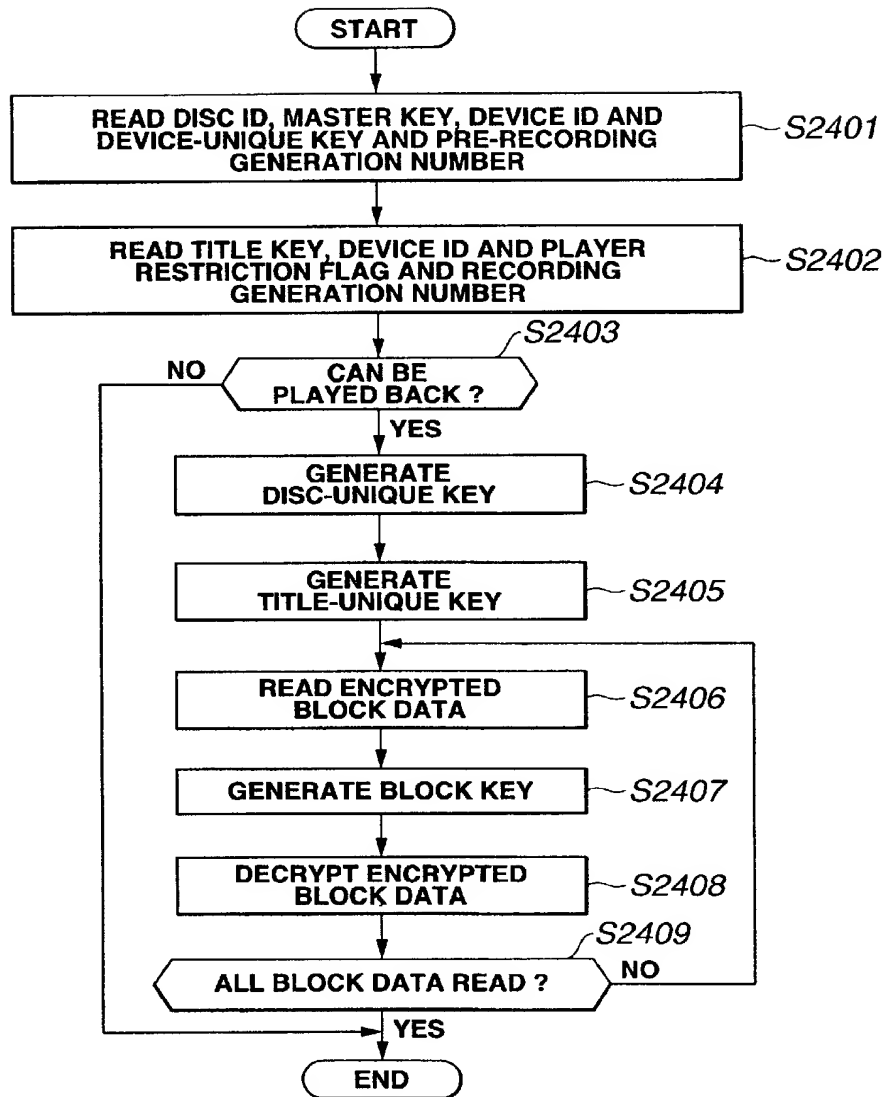 START
READ DISC ID, MASTER KEY, DEVICE ID AND
DEVICE-UNIQUE KEY AND PRE-RECORDING
GENERATION NUMBER
S2401
READ TITLE KEY, DEVICE ID AND PLAYER
RESTRICTION FLAG AND RECORDING
GENERATION NUMBER
S2402
S2403
NO
CAN BE
PLAYED BACK ?
YES
GENERATE
DISC-UNIQUE KEY
S2404
GENERATE
TITLE-UNIQUE KEY
S2405
READ ENCRYPTED
BLOCK DATA
S2406
GENERATE BLOCK KEY
S2407
DECRYPT ENCRYPTED
BLOCK DATA
S2408
S2409
ALL BLOCK DATA READ ?
NO
YES
END